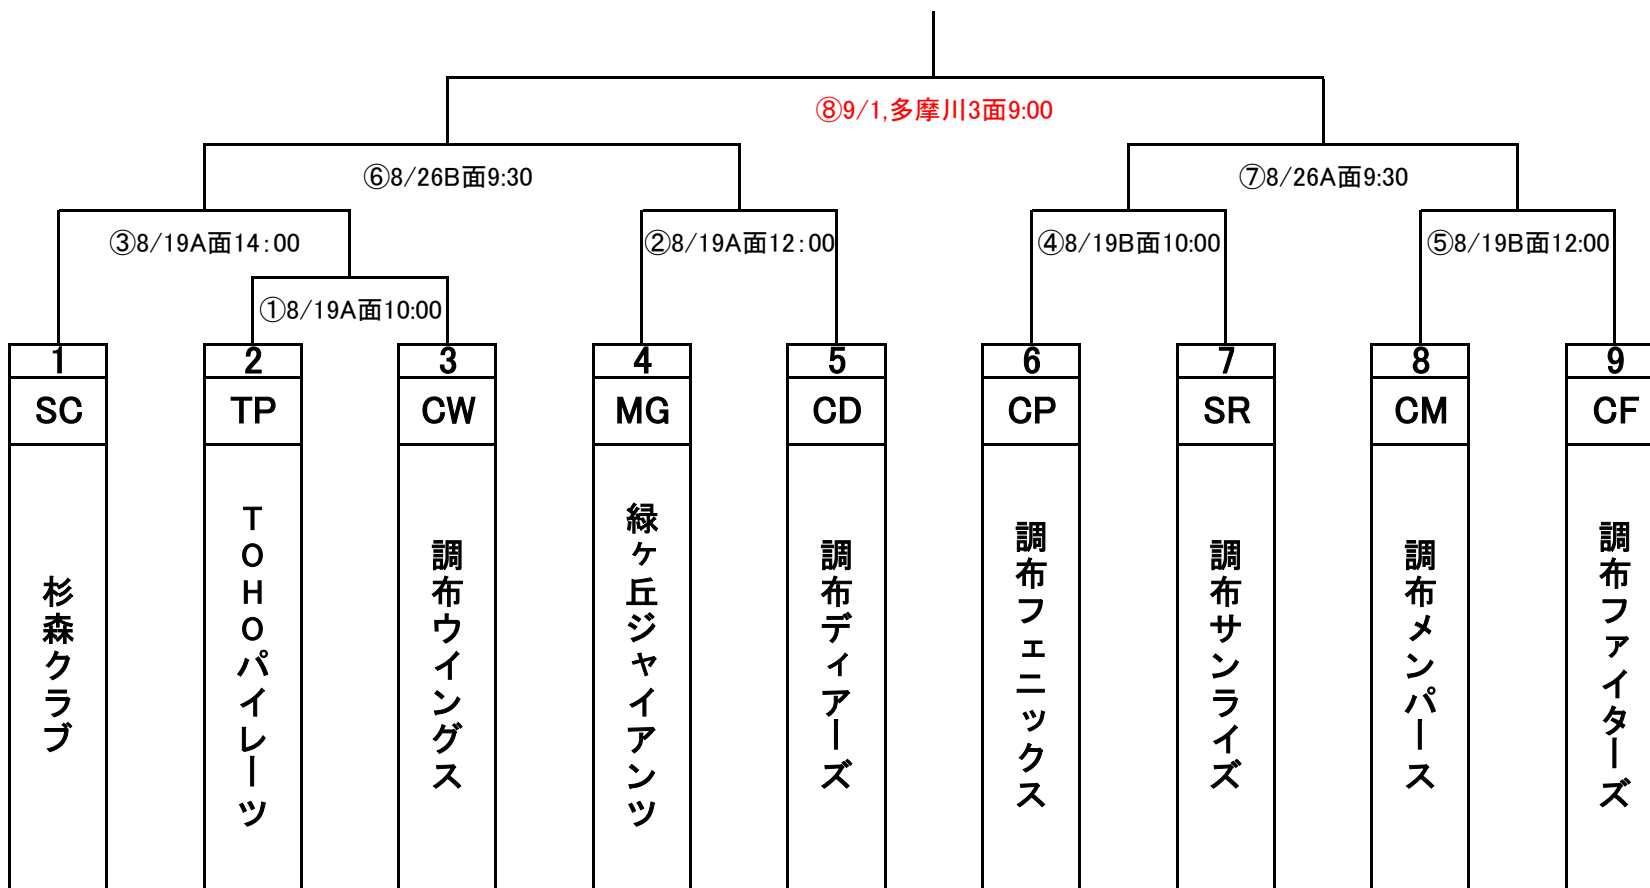 ⑧9/1,多摩川3面9:00
⑥8/26B面9:30
⑦8/26A面9:30
③8/19A面14:00
②8/19A面12:00
④8/19B面10:00
⑤8/19B面12:00
①8/19A面10:00
1
2
3
4
5
6
7
8
9
SC
TP
CW
MG
CD
CP
SR
CM
CF
杉森クラブ
TOHOパイレーツ
調布ウイングス
緑ヶ丘ジャイアンツ
調布ディアーズ
調布フェニックス
調布サンライズ
調布メンパース
調布ファイターズ